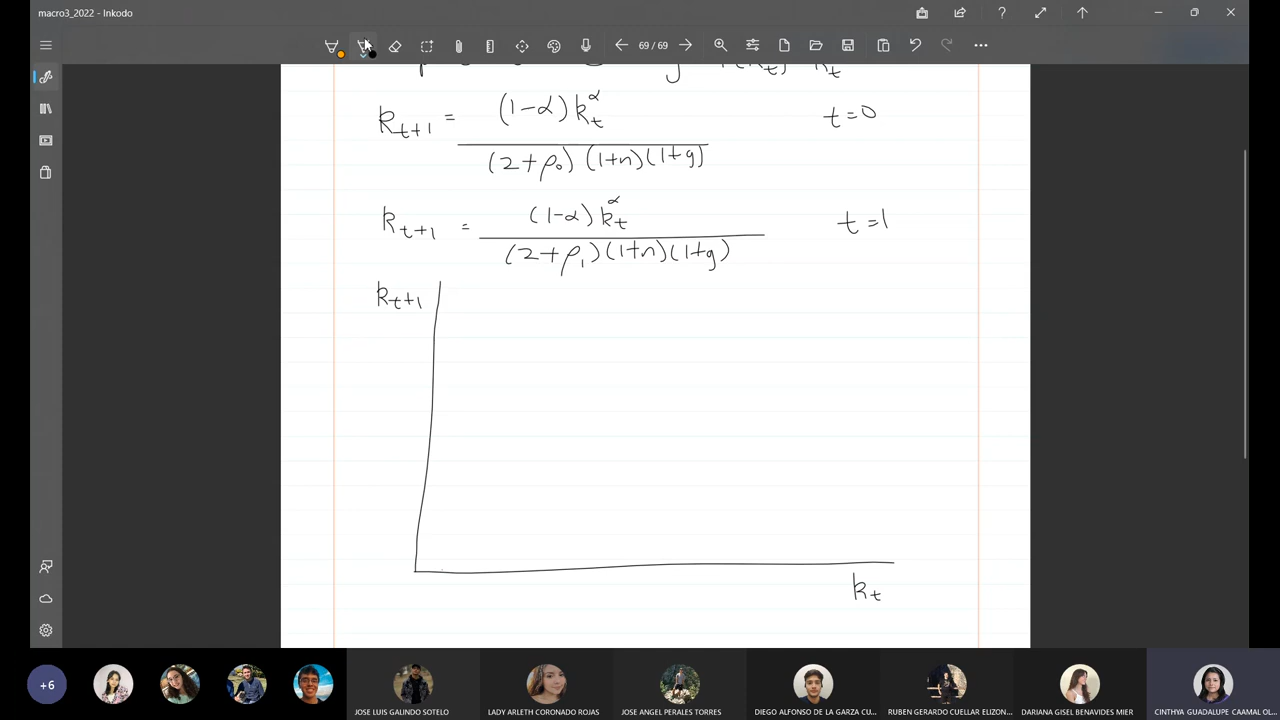 macro3_2022 - Inkodo
69 / 69
k_{t+1} = (1-α) k_t^α / (2+ρ_0) (1+n)(1+g) t=0
k_{t+1} = (1-α) k_t^α / (2+ρ_1)(1+n)(1+g) t=1
k_{t+1}
k_t
+6
JOSE LUIS GALINDO SOTELO
LADY ARLETH CORONADO ROJAS
JOSE ANGEL PERALES TORRES
DIEGO ALFONSO DE LA GARZA CU...
RUBEN GERARDO CUELLAR ELIZON...
DARIANA GISEL BENAVIDES MIER
CINTHYA GUADALUPE CAAMAL OL...